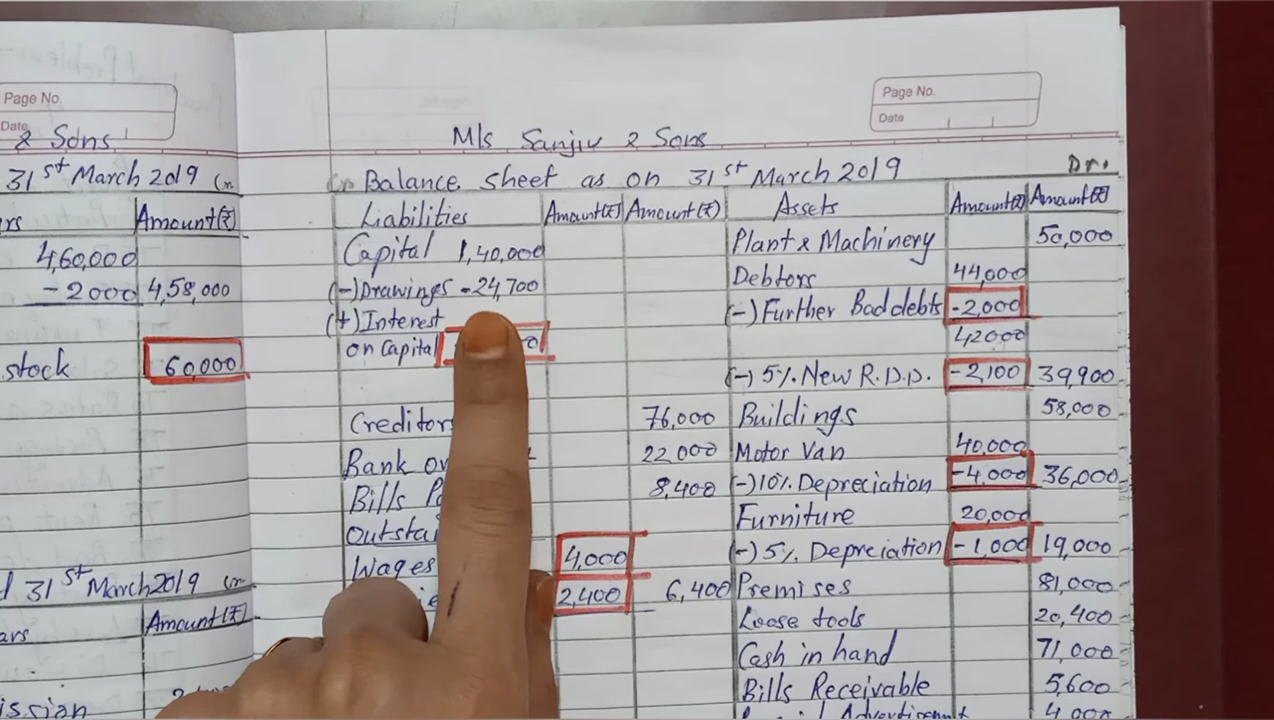 Page No.
Date
& Sons
31st March 2019
Amount(₹)
4,60,000
-2000 4,58,000
stock 60,000
31st March 2019
Amount(₹)
Page No.
Date
M/s Sanjiv & Sons
Dr.
Balance sheet as on 31st March 2019
Liabilities Amount(₹) Amount(₹) Assets Amount(₹) Amount(₹)
Capital 1,40,000 Plant & Machinery 50,000
(-) Drawings -24,700 Debtors 44,000
(+) Interest (-) Further Bad debts -2,000
on Capital 42000
(-) 5% New R.D.D. -2,100 39,900
Creditors 76,000 Buildings 58,000
Bank 22000 Motor Van 40,000
Bills 8,400 (-) 10% Depreciation -4,000 36,000
Furniture 20,000
Wages 4,000 (-) 5% Depreciation -1,000 19,000
2,400 6,400 Premises 81,000
Loose tools 20,400
Cash in hand 71,000
Bills Receivable 5,600
Advertisement 4,000